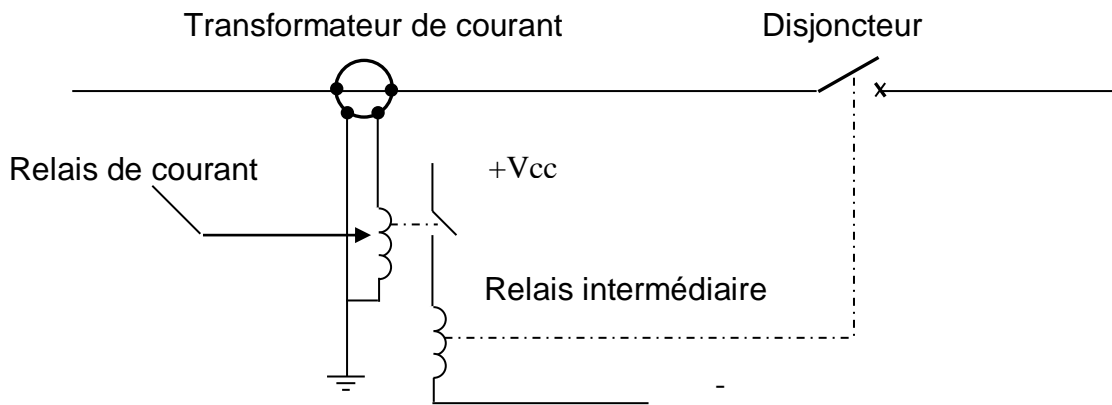 Transformateur de courant
Disjoncteur
Relais de courant
+Vcc
Relais intermédiaire
-